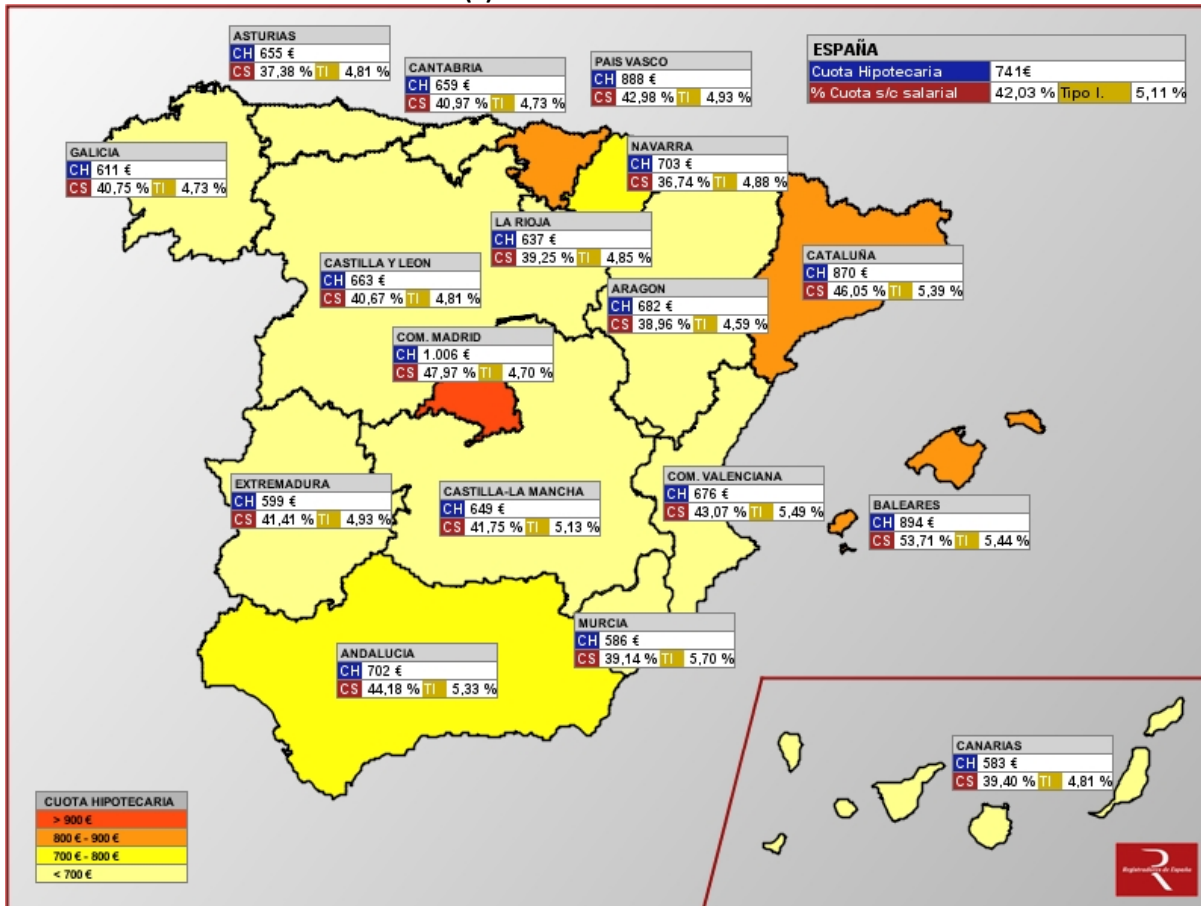 ASTURIAS
CH 655 €
CS 37,38 % TI 4,81 %
CANTABRIA
CH 659 €
CS 40,97 % TI 4,73 %
PAIS VASCO
CH 888 €
CS 42,98 % TI 4,93 %
ESPAÑA
Cuota Hipotecaria 741€
% Cuota s/c salarial 42,03 % Tipo I. 5,11 %
GALICIA
CH 611 €
CS 40,75 % TI 4,73 %
NAVARRA
CH 703 €
CS 36,74 % TI 4,88 %
LA RIOJA
CH 637 €
CS 39,25 % TI 4,85 %
CASTILLA Y LEON
CH 663 €
CS 40,67 % TI 4,81 %
ARAGON
CH 682 €
CS 38,96 % TI 4,59 %
CATALUÑA
CH 870 €
CS 46,05 % TI 5,39 %
COM. MADRID
CH 1.006 €
CS 47,97 % TI 4,70 %
EXTREMADURA
CH 599 €
CS 41,41 % TI 4,93 %
CASTILLA-LA MANCHA
CH 649 €
CS 41,75 % TI 5,13 %
COM. VALENCIANA
CH 676 €
CS 43,07 % TI 5,49 %
BALEARES
CH 894 €
CS 53,71 % TI 5,44 %
MURCIA
CH 586 €
CS 39,14 % TI 5,70 %
ANDALUCIA
CH 702 €
CS 44,18 % TI 5,33 %
CANARIAS
CH 583 €
CS 39,40 % TI 4,81 %
CUOTA HIPOTECARIA
> 900 €
800 € - 900 €
700 € - 800 €
< 700 €
Registradores de España